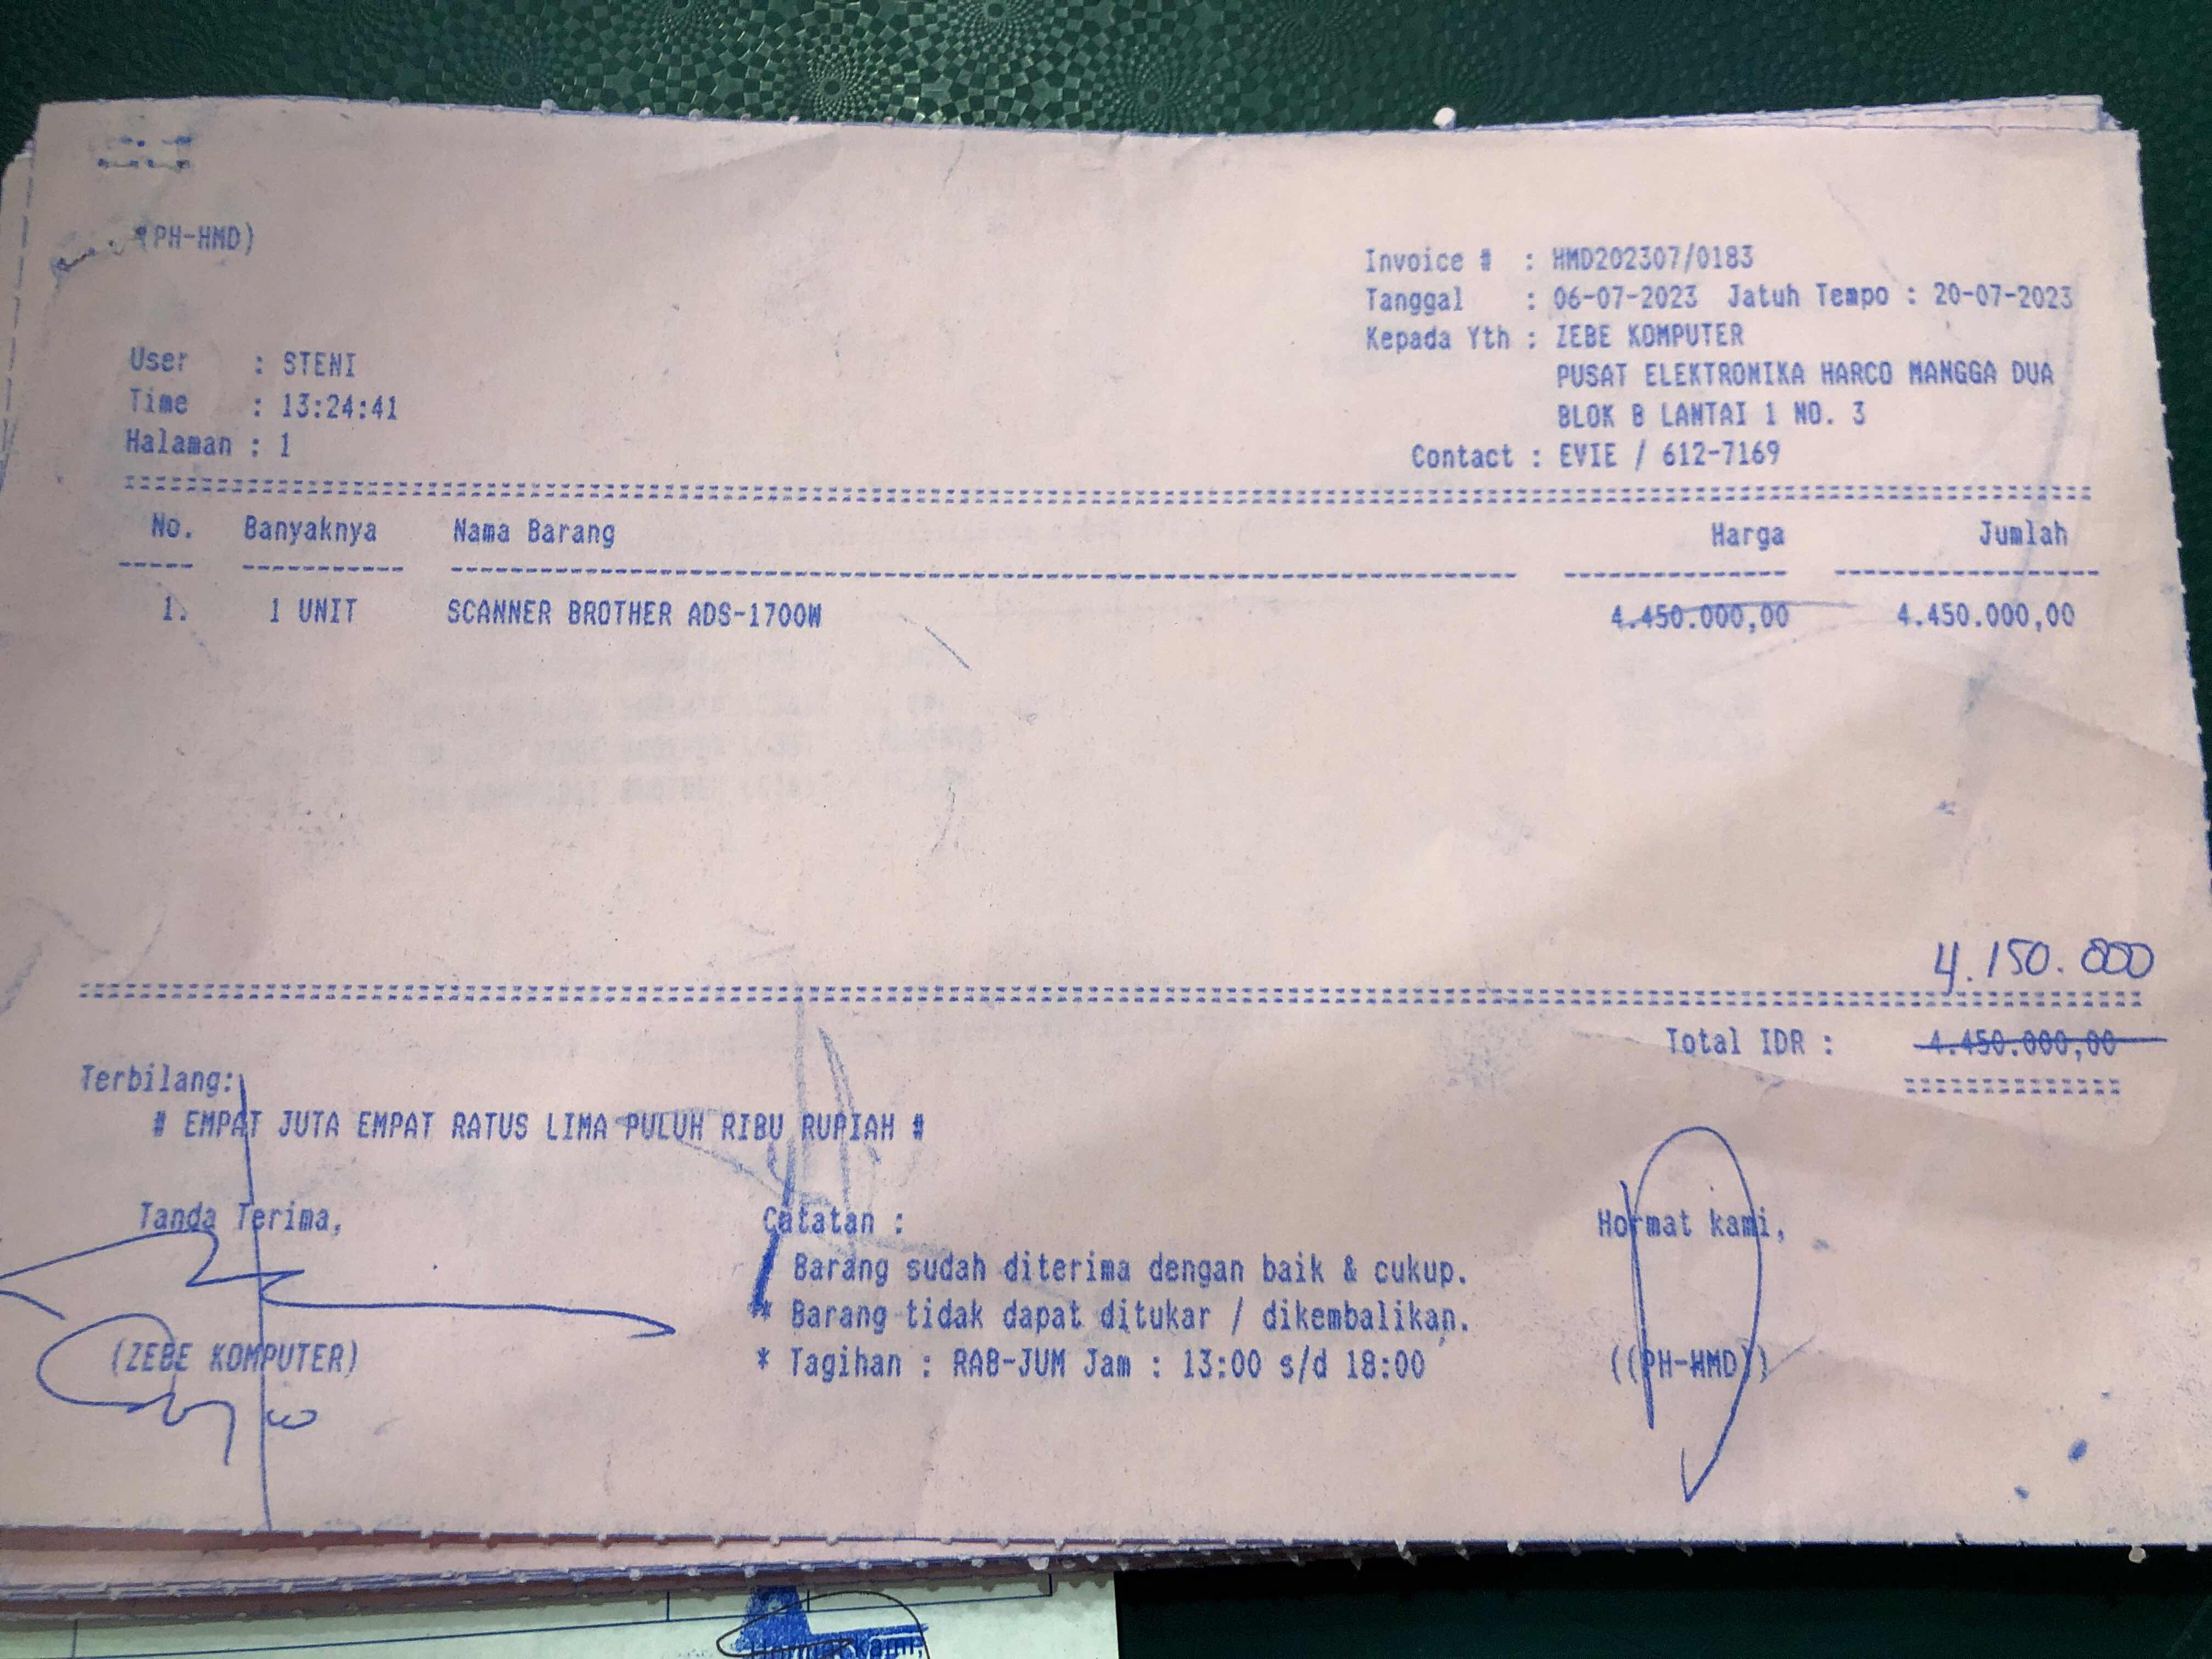 (PH-HMD)
Invoice # : HMD202307/0183
Tanggal : 06-07-2023 Jatuh Tempo : 20-07-2023
Kepada Yth : ZEBE KOMPUTER
PUSAT ELEKTRONIKA HARCO MANGGA DUA
BLOK B LANTAI 1 NO. 3
Contact : EVIE / 612-7169
User : STENI
Time : 13:24:41
Halaman : 1
No. Banyaknya Nama Barang Harga Jumlah
1. 1 UNIT SCANNER BROTHER ADS-1700W 4.450.000,00 4.450.000,00
4.150.000
Total IDR : 4.450.000,00
Terbilang:
# EMPAT JUTA EMPAT RATUS LIMA PULUH RIBU RUPIAH #
Tanda Terima,
(ZEBE KOMPUTER)
Catatan :
Barang sudah diterima dengan baik & cukup.
* Barang tidak dapat ditukar / dikembalikan.
* Tagihan : RAB-JUM Jam : 13:00 s/d 18:00
Hormat kami,
((PH-HMD))
Hormat kami,